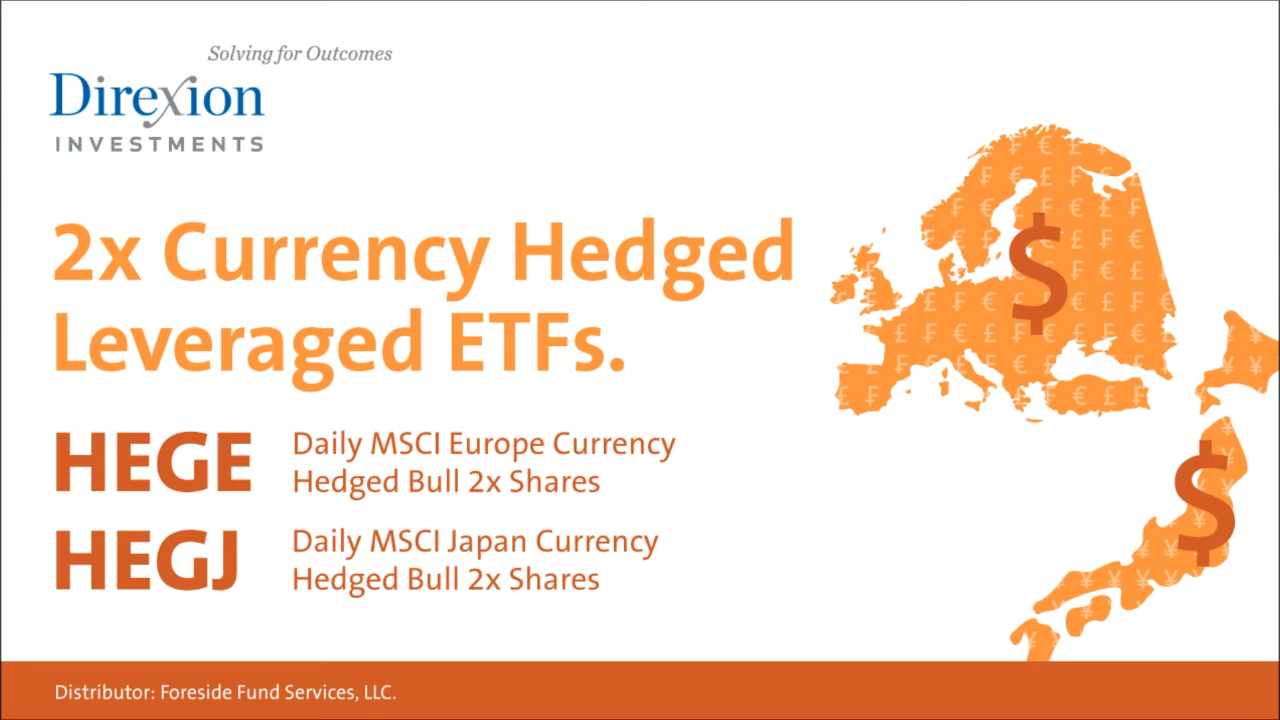 Solving for Outcomes
Direxion
INVESTMENTS
2x Currency Hedged
Leveraged ETFs.
HEGE
Daily MSCI Europe Currency
Hedged Bull 2x Shares
HEGJ
Daily MSCI Japan Currency
Hedged Bull 2x Shares
$
$
Distributor: Foreside Fund Services, LLC.